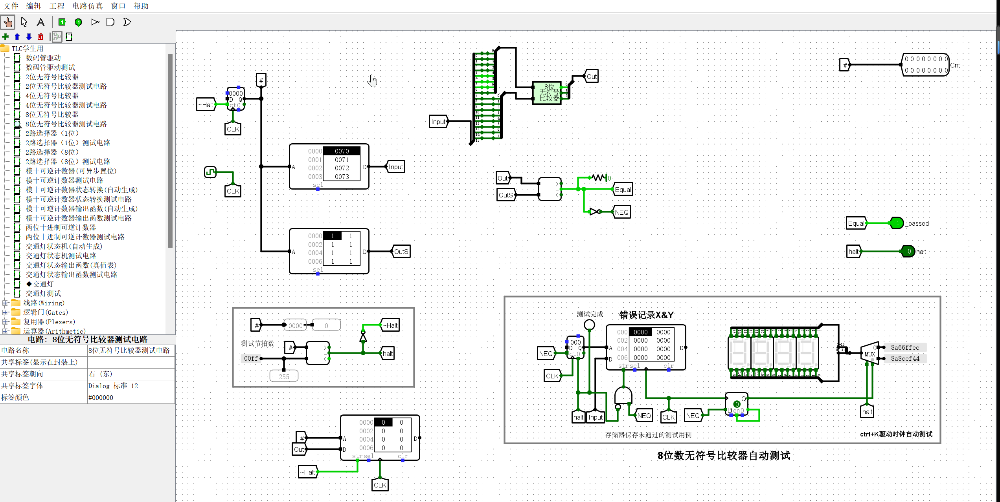 文件 编辑 工程 电路仿真 窗口 帮助
TLC学生用
数码管驱动
数码管驱动测试
2位无符号比较器
2位无符号比较器测试电路
4位无符号比较器
4位无符号比较器测试电路
8位无符号比较器
8位无符号比较器测试电路
2路选择器（1位）
2路选择器（1位）测试电路
2路选择器（8位）
2路选择器（8位）测试电路
模十可逆计数器(可异步置位)
模十可逆计数器测试电路
模十可逆计数器状态转换(自动生成)
模十可逆计数器状态转换测试电路
模十可逆计数器输出函数(自动生成)
模十可逆计数器输出函数测试电路
两位十进制可逆计数器
两位十进制可逆计数器测试电路
交通灯状态机(自动生成)
交通灯状态机测试电路
交通灯状态输出函数(真值表)
交通灯状态输出函数测试电路
◆交通灯
交通灯测试
线路(Wiring)
逻辑门(Gates)
复用器(Plexers)
运算器(Arithmetic)
电路: 8位无符号比较器测试电路
电路名称 8位无符号比较器测试电路
共享标签(显示在封装上)
共享标签朝向 右 (东)
共享标签字体 Dialog 标准 12
标签颜色 #000000
#
0000
D Q
ct0
~Halt
CLK
CLK
0000 0070
0001 0071
0002 0072
0003 0073
A D
sel
Input
0000 1 1
0002 1 1
0004 1 1
0006 1 1
A D
sel
OutS
Input
8位
无符号
比较器
Out
# 0 0 0 0 0 0 0 0
0 0 0 0 0 0 0 0 Cnt
Out
OutS
>
=
<
0
Equal
NEQ
Equal 1 _passed
halt 0 halt
# 0000 0
~Halt
测试节拍数
#
00ff
>
=
<
halt
255
0000 0 0
0002 0 0
0004 0 0
0006 0 0
# A D
Out D
str sel clr
~Halt
CLK
测试完成 错误记录X&Y
000
D Q
ct0
NEQ
CLK
000 0000 0000
002 0000 0000
004 0000 0000
006 0000 0000
A D
D
str sel clr
halt Input NEQ CLK NEQ
0 Q
D en 0
MUX
0
8a66ffee
8a8cef44
halt
存储器保存未通过的测试用例
ctrl+K驱动时钟自动测试
8位数无符号比较器自动测试